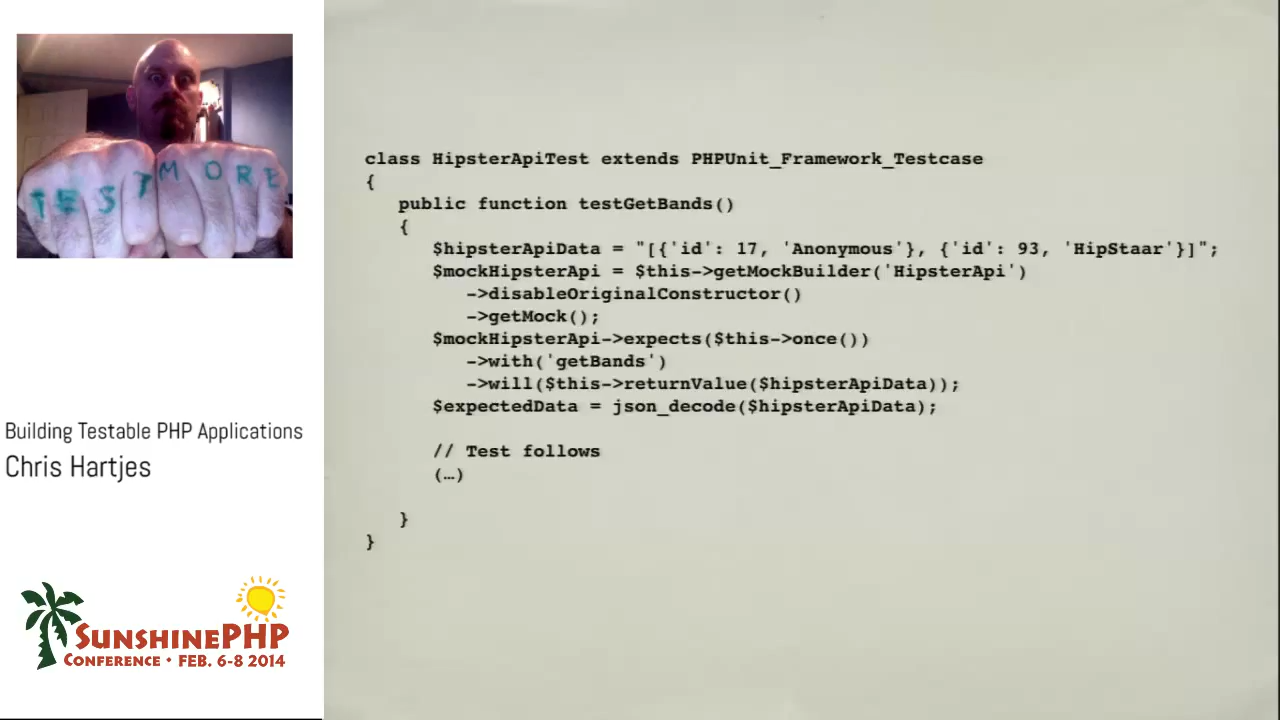 TEST MORE
Building Testable PHP Applications
Chris Hartjes
SUNSHINEPHP
CONFERENCE • FEB. 6-8 2014
class HipsterApiTest extends PHPUnit_Framework_Testcase
{
public function testGetBands()
{
$hipsterApiData = "[{'id': 17, 'Anonymous'}, {'id': 93, 'HipStaar'}]";
$mockHipsterApi = $this->getMockBuilder('HipsterApi')
->disableOriginalConstructor()
->getMock();
$mockHipsterApi->expects($this->once())
->with('getBands')
->will($this->returnValue($hipsterApiData));
$expectedData = json_decode($hipsterApiData);
// Test follows
(…)
}
}